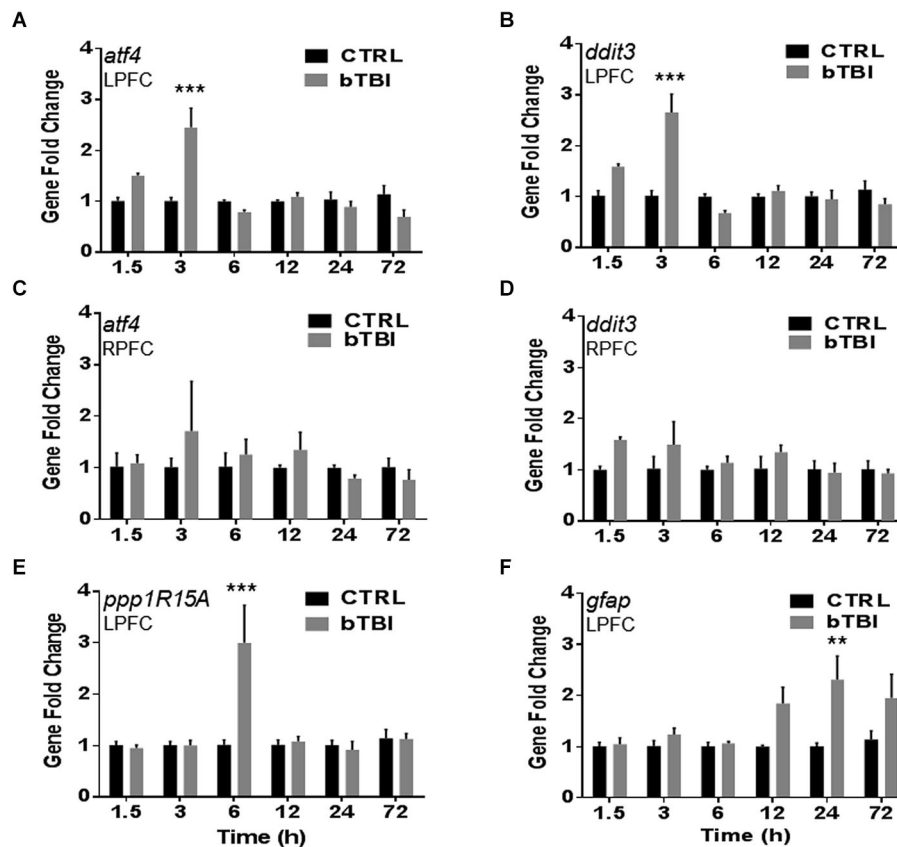 A
atf4
LPFC
***
CTRL
bTBI
Gene Fold Change
4
3
2
1
0
1.5 3 6 12 24 72
B
ddit3
LPFC
***
CTRL
bTBI
Gene Fold Change
4
3
2
1
0
1.5 3 6 12 24 72
C
atf4
RPFC
CTRL
bTBI
Gene Fold Change
4
3
2
1
0
1.5 3 6 12 24 72
D
ddit3
RPFC
CTRL
bTBI
Gene Fold Change
4
3
2
1
0
1.5 3 6 12 24 72
E
ppp1R15A
LPFC
***
CTRL
bTBI
Gene Fold Change
4
3
2
1
0
1.5 3 6 12 24 72
Time (h)
F
gfap
LPFC
CTRL
bTBI
**
Gene Fold Change
4
3
2
1
0
1.5 3 6 12 24 72
Time (h)